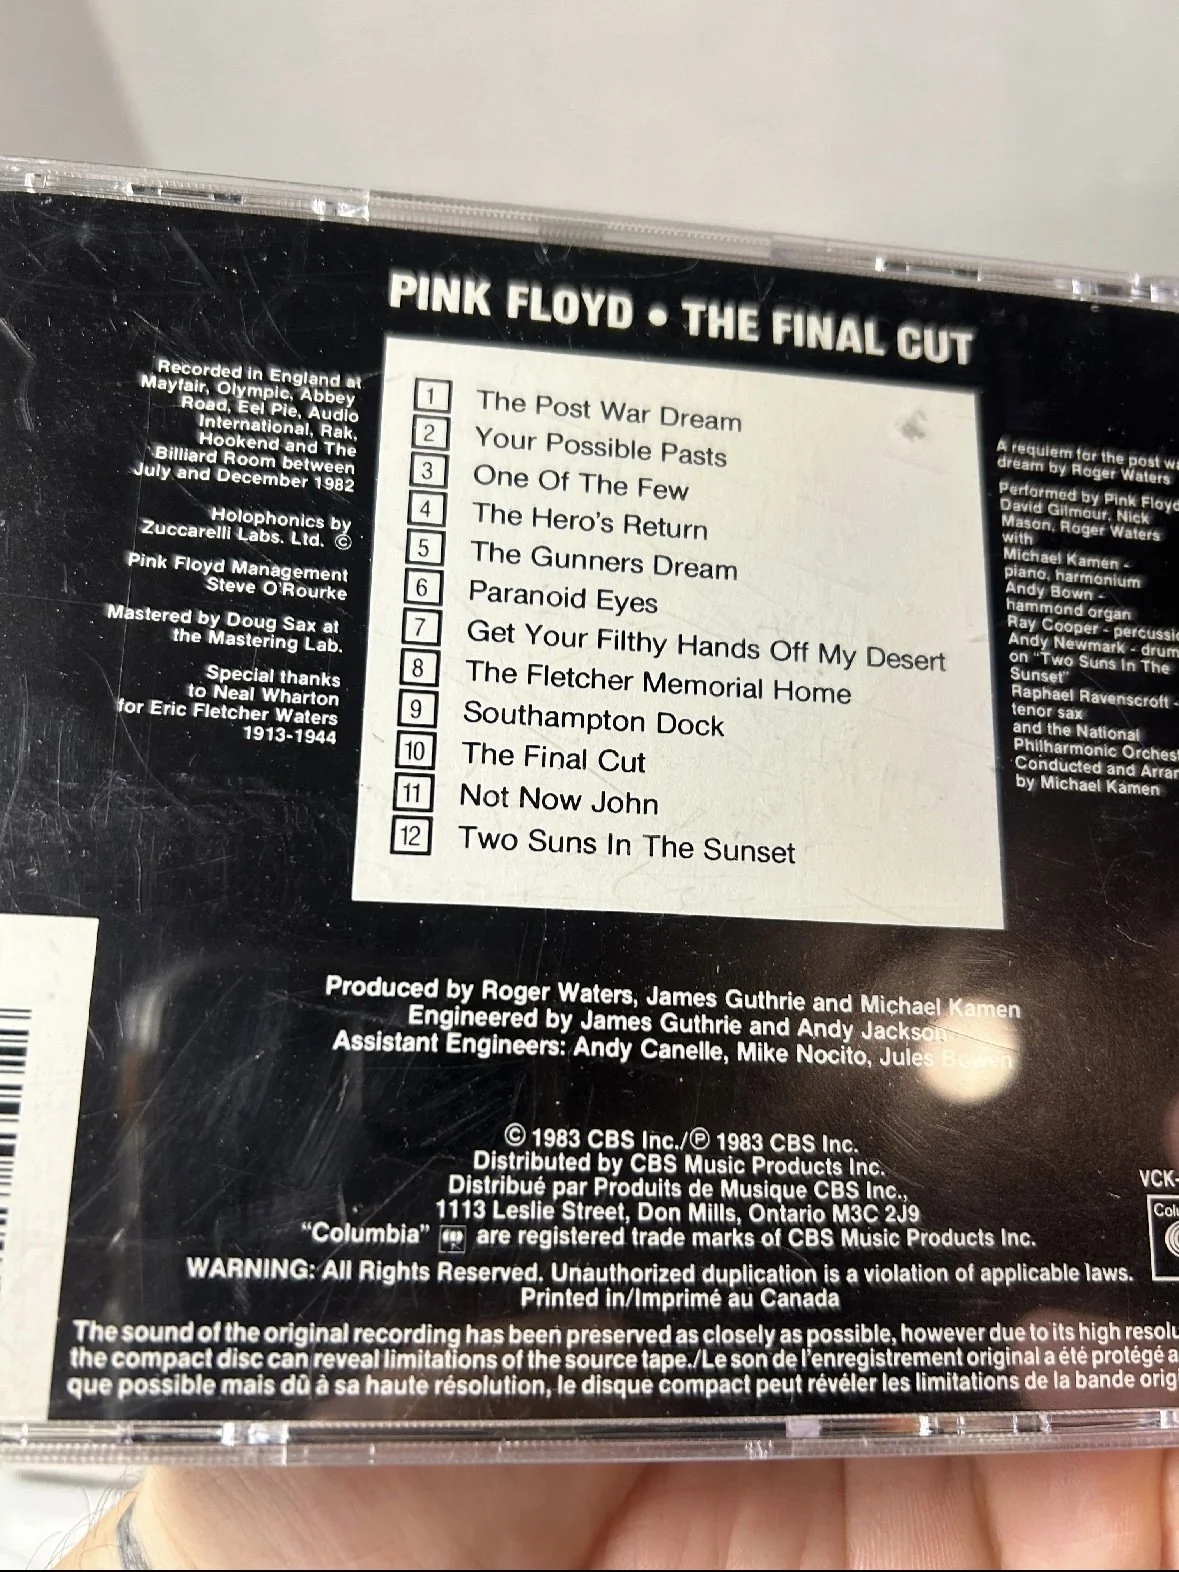 PINK FLOYD • THE FINAL CUT
Recorded in England at
Mayfair, Olympic, Abbey
Road, Eel Pie, Audio
International, Rak,
Hookend and The
Billiard Room between
July and December 1982
Holophonics by
Zuccarelli Labs. Ltd. ©
Pink Floyd Management
Steve O'Rourke
Mastered by Doug Sax at
the Mastering Lab.
Special thanks
to Neal Wharton
for Eric Fletcher Waters
1913-1944
1 The Post War Dream
2 Your Possible Pasts
3 One Of The Few
4 The Hero's Return
5 The Gunners Dream
6 Paranoid Eyes
7 Get Your Filthy Hands Off My Desert
8 The Fletcher Memorial Home
9 Southampton Dock
10 The Final Cut
11 Not Now John
12 Two Suns In The Sunset
A requiem for the post
dream by Roger Waters
Performed by Pink Floyd
David Gilmour, Nick
Mason, Roger Waters
with
Michael Kamen -
piano, harmonium
Andy Bown -
hammond organ
Ray Cooper - percussio
Andy Newmark - drum
on "Two Suns In The
Sunset"
Raphael Ravenscroft -
tenor sax
and the National
Philharmonic Orchest
Conducted and Arran
by Michael Kamen
Produced by Roger Waters, James Guthrie and Michael Kamen
Engineered by James Guthrie and Andy Jackson
Assistant Engineers: Andy Canelle, Mike Nocito, Jules Bowen
© 1983 CBS Inc./℗ 1983 CBS Inc.
Distributed by CBS Music Products Inc.
Distribué par Produits de Musique CBS Inc.,
1113 Leslie Street, Don Mills, Ontario M3C 2J9
"Columbia" are registered trade marks of CBS Music Products Inc.
VCK-
Colu
WARNING: All Rights Reserved. Unauthorized duplication is a violation of applicable laws.
Printed in/Imprimé au Canada
The sound of the original recording has been preserved as closely as possible, however due to its high resolu
the compact disc can reveal limitations of the source tape./Le son de l'enregistrement original a été protégé a
que possible mais dû à sa haute résolution, le disque compact peut révéler les limitations de la bande orig